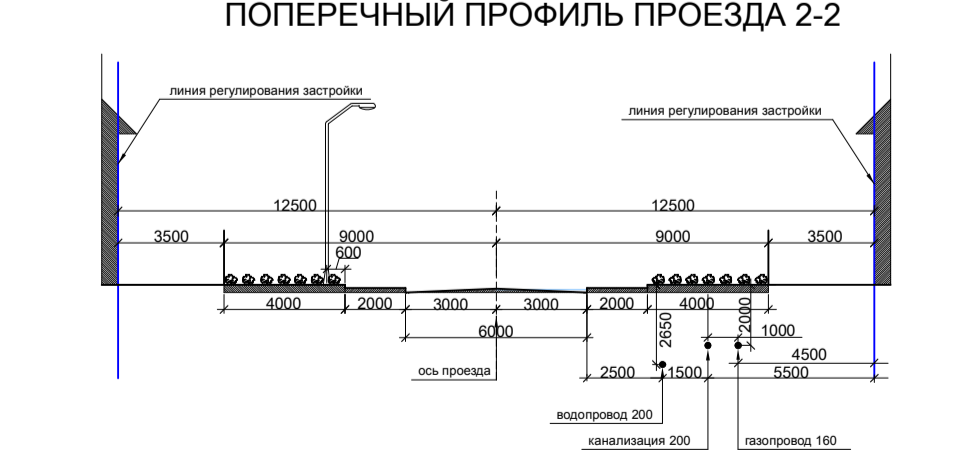 ПОПЕРЕЧНЫЙ ПРОФИЛЬ ПРОЕЗДА 2-2
линия регулирования застройки
линия регулирования застройки
12500 12500
3500 9000 9000 3500
600
4000 2000 3000 3000 2000 4000
2650 2000
6000 1000
4500
ось проезда
2500 1500 5500
водопровод 200
канализация 200 газопровод 160